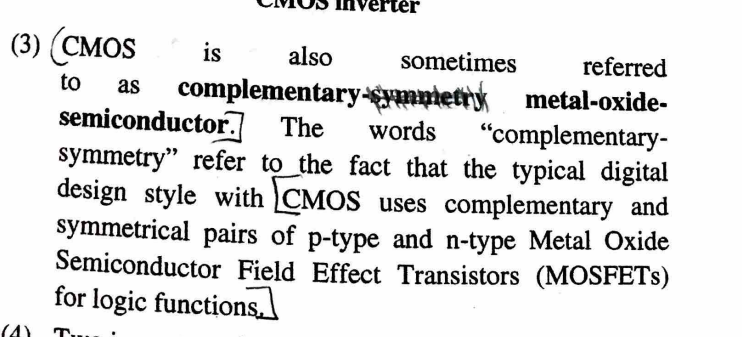 CMOS Inverter
(3) CMOS is also sometimes referred
to as complementary-symmetry metal-oxide-
semiconductor. The words “complementary-
symmetry” refer to the fact that the typical digital
design style with CMOS uses complementary and
symmetrical pairs of p-type and n-type Metal Oxide
Semiconductor Field Effect Transistors (MOSFETs)
for logic functions.
(4)